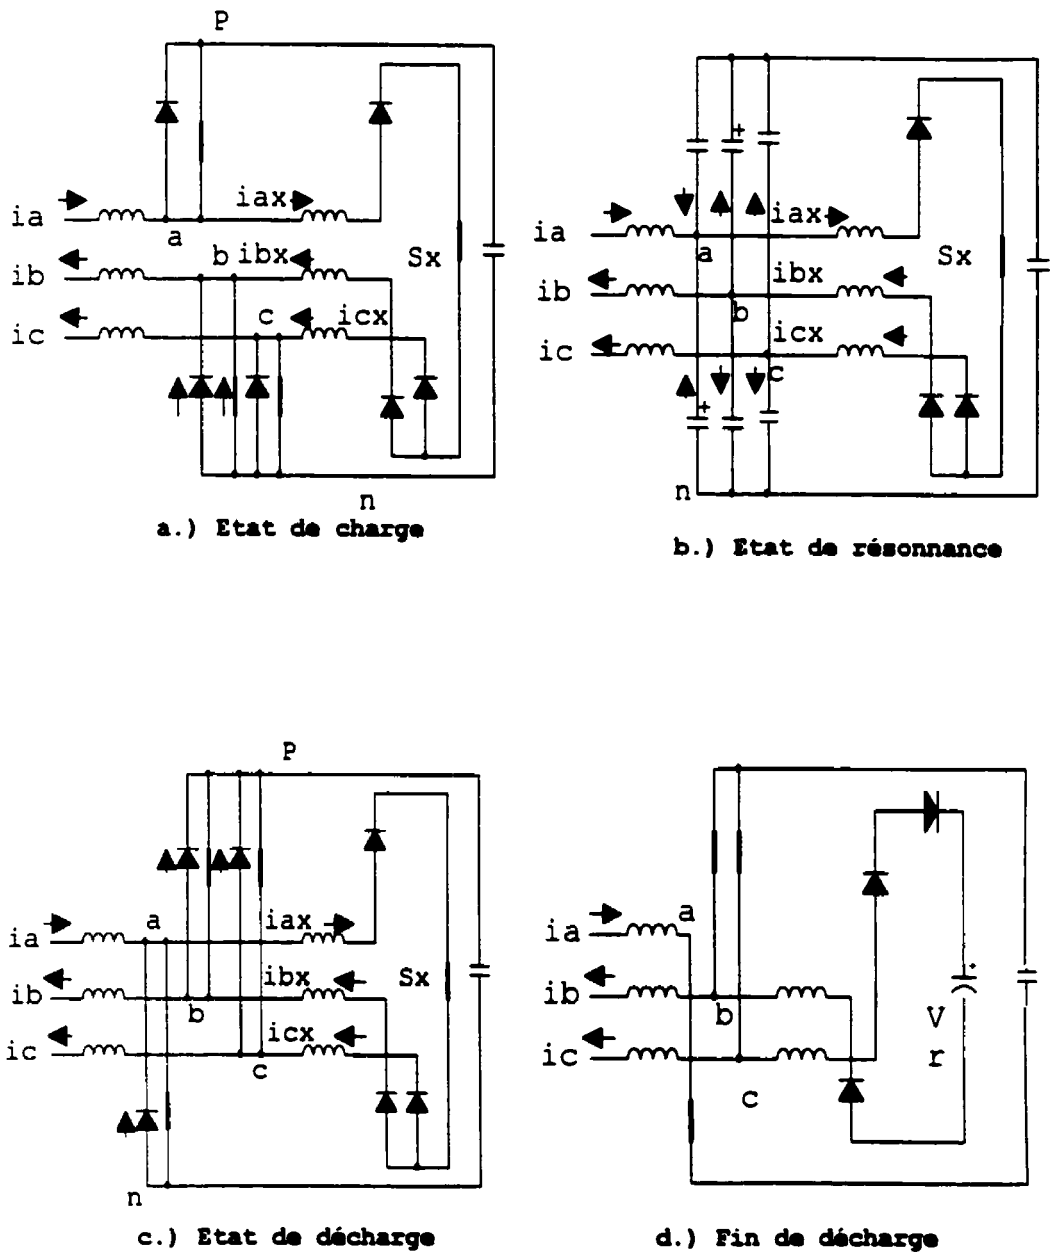 P
ia
iax
a
ib
b
ibx
Sx
ic
c
icx
n
a.) Etat de charge
+
ia
iax
a
Sx
ib
ibx
b
ic
icx
c
+
n
b.) Etat de résonnance
P
ia
a
iax
ib
ibx
Sx
b
ic
icx
c
n
c.) Etat de décharge
ia
a
ib
b
V
ic
r
c
d.) Fin de décharge